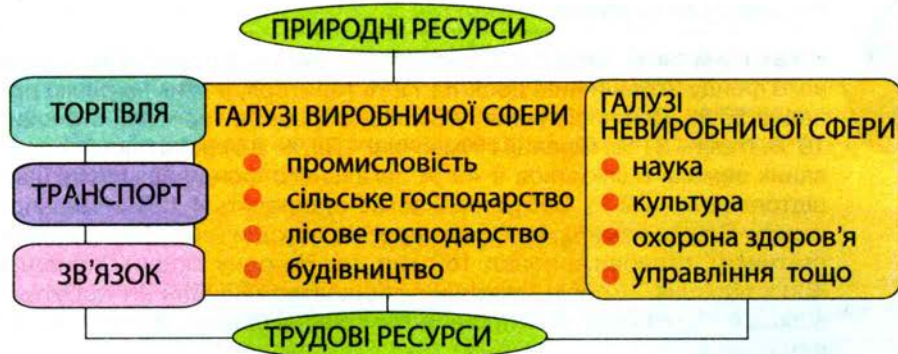 ПРИРОДНІ РЕСУРСИ
ТОРГІВЛЯ
ТРАНСПОРТ
ЗВ'ЯЗОК
ГАЛУЗІ ВИРОБНИЧОЇ СФЕРИ
промисловість
сільське господарство
лісове господарство
будівництво
ГАЛУЗІ
НЕВИРОБНИЧОЇ СФЕРИ
наука
культура
охорона здоров'я
управління тощо
ТРУДОВІ РЕСУРСИ